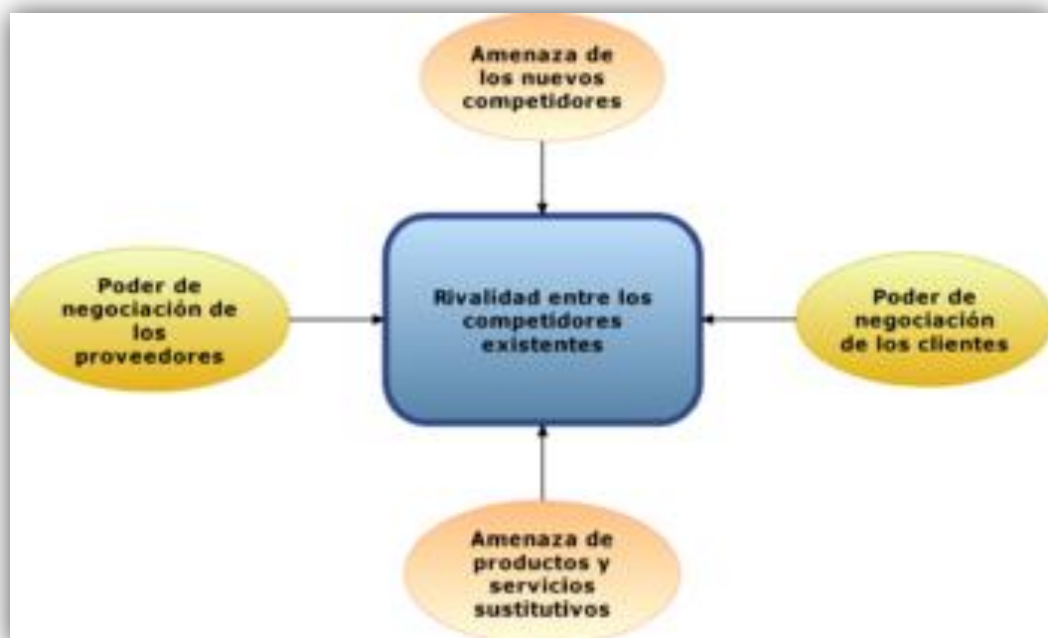 Amenaza de
los nuevos
competidores
Poder de
negociación de
los
proveedores
Rivalidad entre los
competidores
existentes
Poder de
negociación
de los clientes
Amenaza de
productos y
servicios
sustitutivos